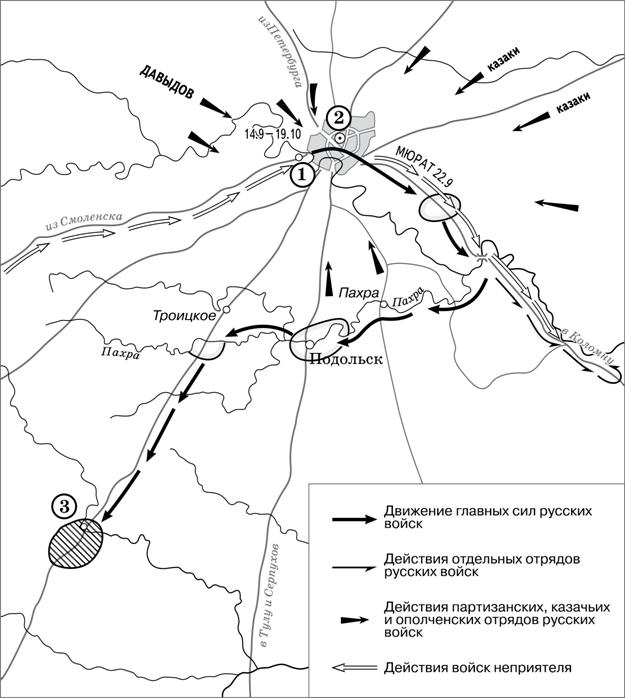 из Петербурга
казаки
ДАВЫДОВ
казаки
2
14.9–19.10
МЮРАТ 22.9
1
из Смоленска
Пахра
Пахра
Троицкое
Пахра
Подольск
в Коломну
3
в Тулу и Серпухов
Движение главных сил русских
войск
Действия отдельных отрядов
русских войск
Действия партизанских, казачьих
и ополченских отрядов русских
войск
Действия войск неприятеля